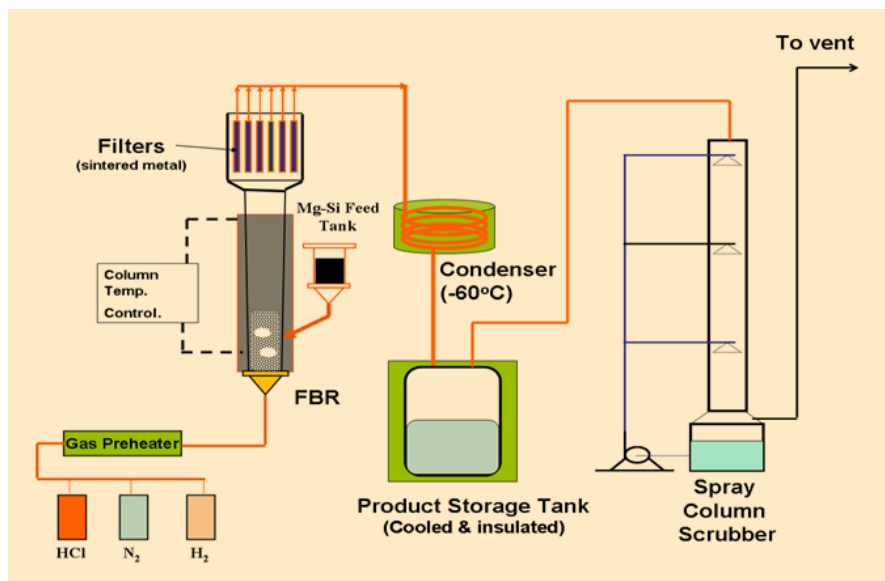 To vent
Filters
(sintered metal)
Mg-Si Feed
Tank
Column
Temp.
Control.
Condenser
(-60°C)
FBR
Gas Preheater
HCl
N₂
H₂
Product Storage Tank
(Cooled & insulated)
Spray
Column
Scrubber